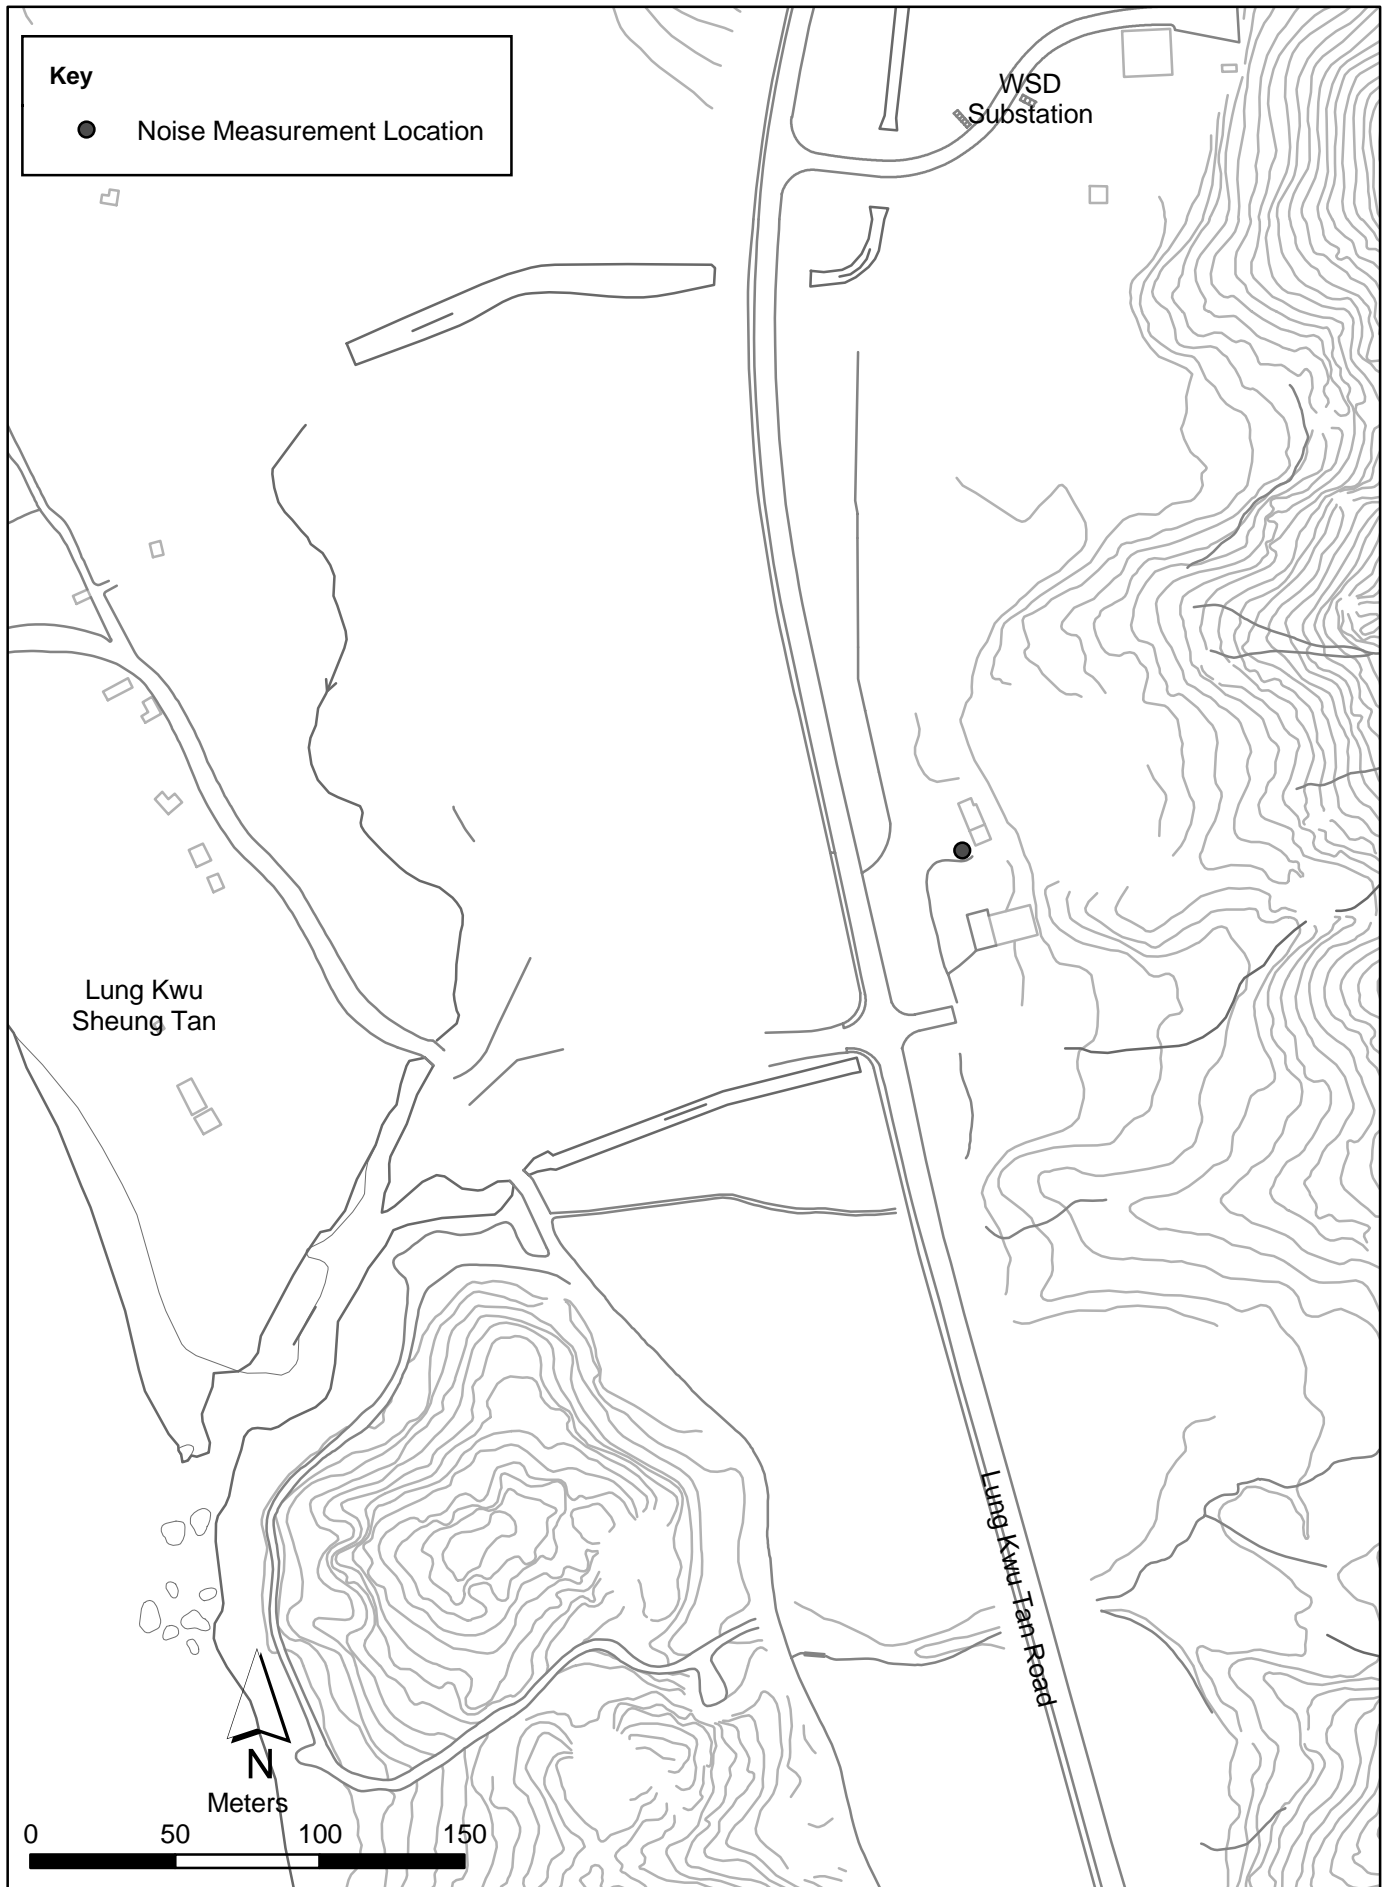 Key
Noise Measurement Location
WSD
Substation
Lung Kwu
Sheung Tan
Lung Kwu Tan Road
N
Meters
0 50 100 150